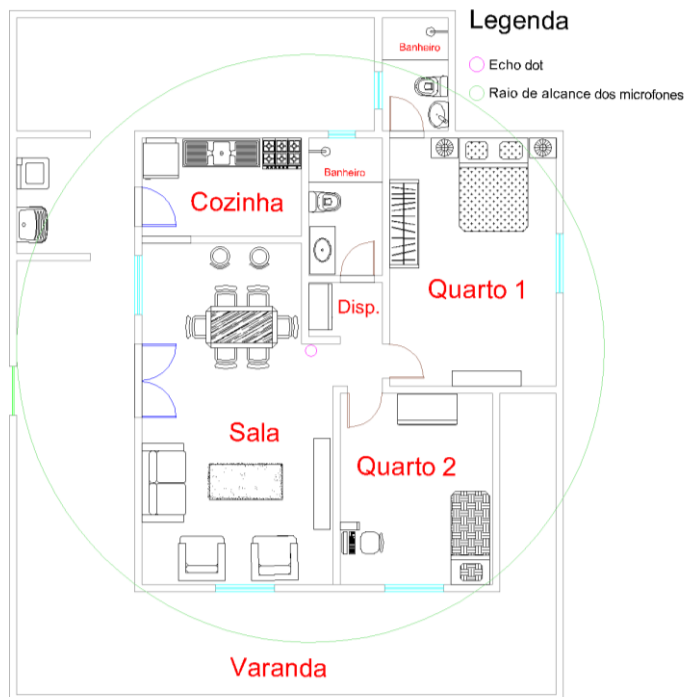 Legenda
Echo dot
Raio de alcance dos microfones
Banheiro
Banheiro
Cozinha
Quarto 1
Disp.
Sala
Quarto 2
Varanda